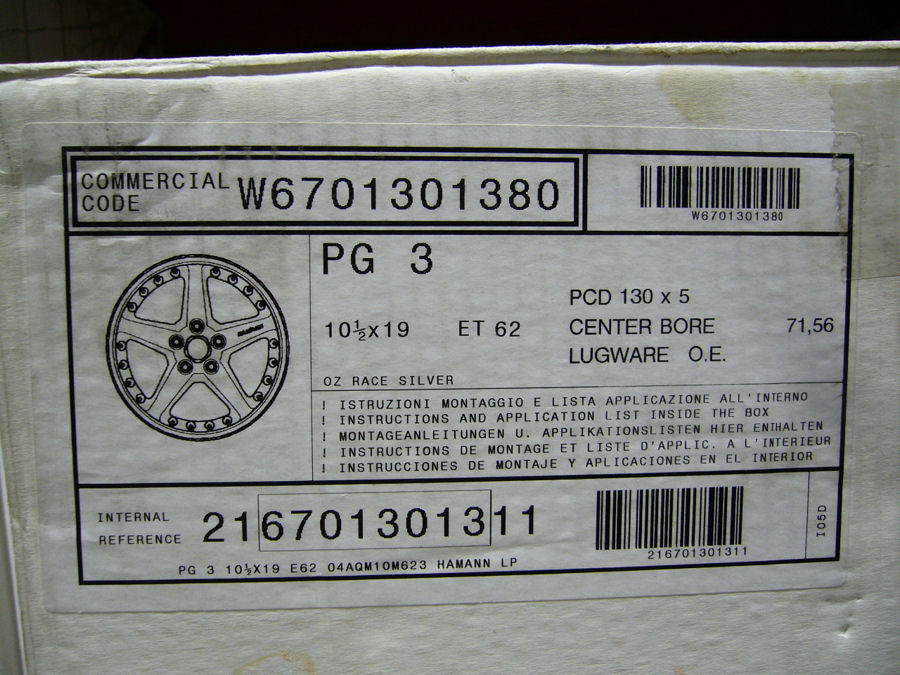 COMMERCIAL CODE
W6701301380
W6701301380
PG 3
10½x19 ET 62
PCD 130 x 5
CENTER BORE 71,56
LUGWARE O.E.
OZ RACE SILVER
! ISTRUZIONI MONTAGGIO E LISTA APPLICAZIONE ALL'INTERNO
! INSTRUCTIONS AND APPLICATION LIST INSIDE THE BOX
! MONTAGEANLEITUNGEN U. APPLIKATIONSLISTEN HIER ENTHALTEN
! INSTRUCTIONS DE MONTAGE ET LISTE D'APPLIC. A L'INTERIEUR
! INSTRUCCIONES DE MONTAJE Y APLICACIONES EN EL INTERIOR
INTERNAL REFERENCE
216701301311
216701301311
IO5D
PG 3 10½X19 E62 04AQM10M623 HAMANN LP